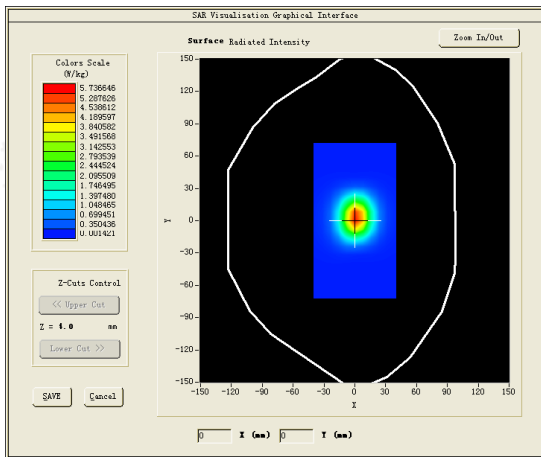 SAR Visualisation Graphical Interface
Surface Radiated Intensity
Zoom In/Out
Colors Scale
(W/kg)
5.736646
5.287626
4.538612
4.189597
3.840582
3.491568
3.142553
2.793539
2.444524
2.095509
1.746495
1.397480
1.048465
0.699451
0.350436
0.001421
150
120
90
60
30
0
-30
-60
-90
-120
-150
Y
-150 -120 -90 -60 -30 0 30 60 90 120 150
X
Z-Cuts Control
<< Upper Cut
Z = 4.0 mm
Lower Cut >>
SAVE Cancel
0 X (mm) 0 Y (mm)